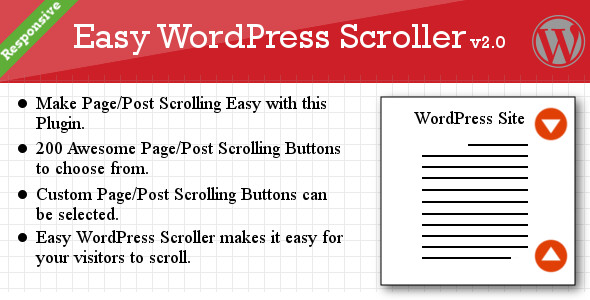 Responsive
Easy WordPress Scroller v2.0
• Make Page/Post Scrolling Easy with this
Plugin.
• 200 Awesome Page/Post Scrolling Buttons
to choose from.
• Custom Page/Post Scrolling Buttons can
be selected.
• Easy WordPress Scroller makes it easy for
your visitors to scroll.
WordPress Site